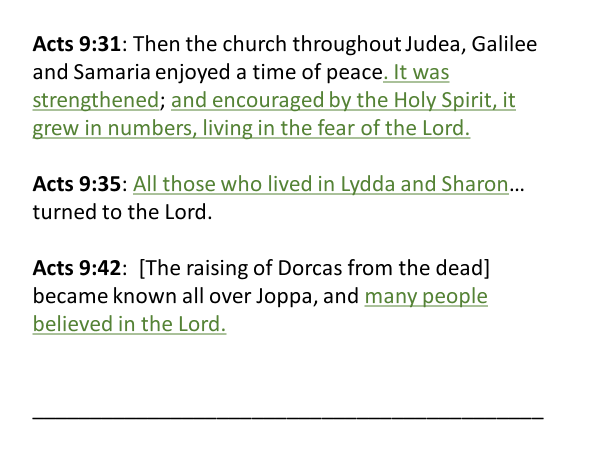 Acts 9:31: Then the church throughout Judea, Galilee
and Samaria enjoyed a time of peace. It was
strengthened; and encouraged by the Holy Spirit, it
grew in numbers, living in the fear of the Lord.
Acts 9:35: All those who lived in Lydda and Sharon…
turned to the Lord.
Acts 9:42:  [The raising of Dorcas from the dead]
became known all over Joppa, and many people
believed in the Lord.